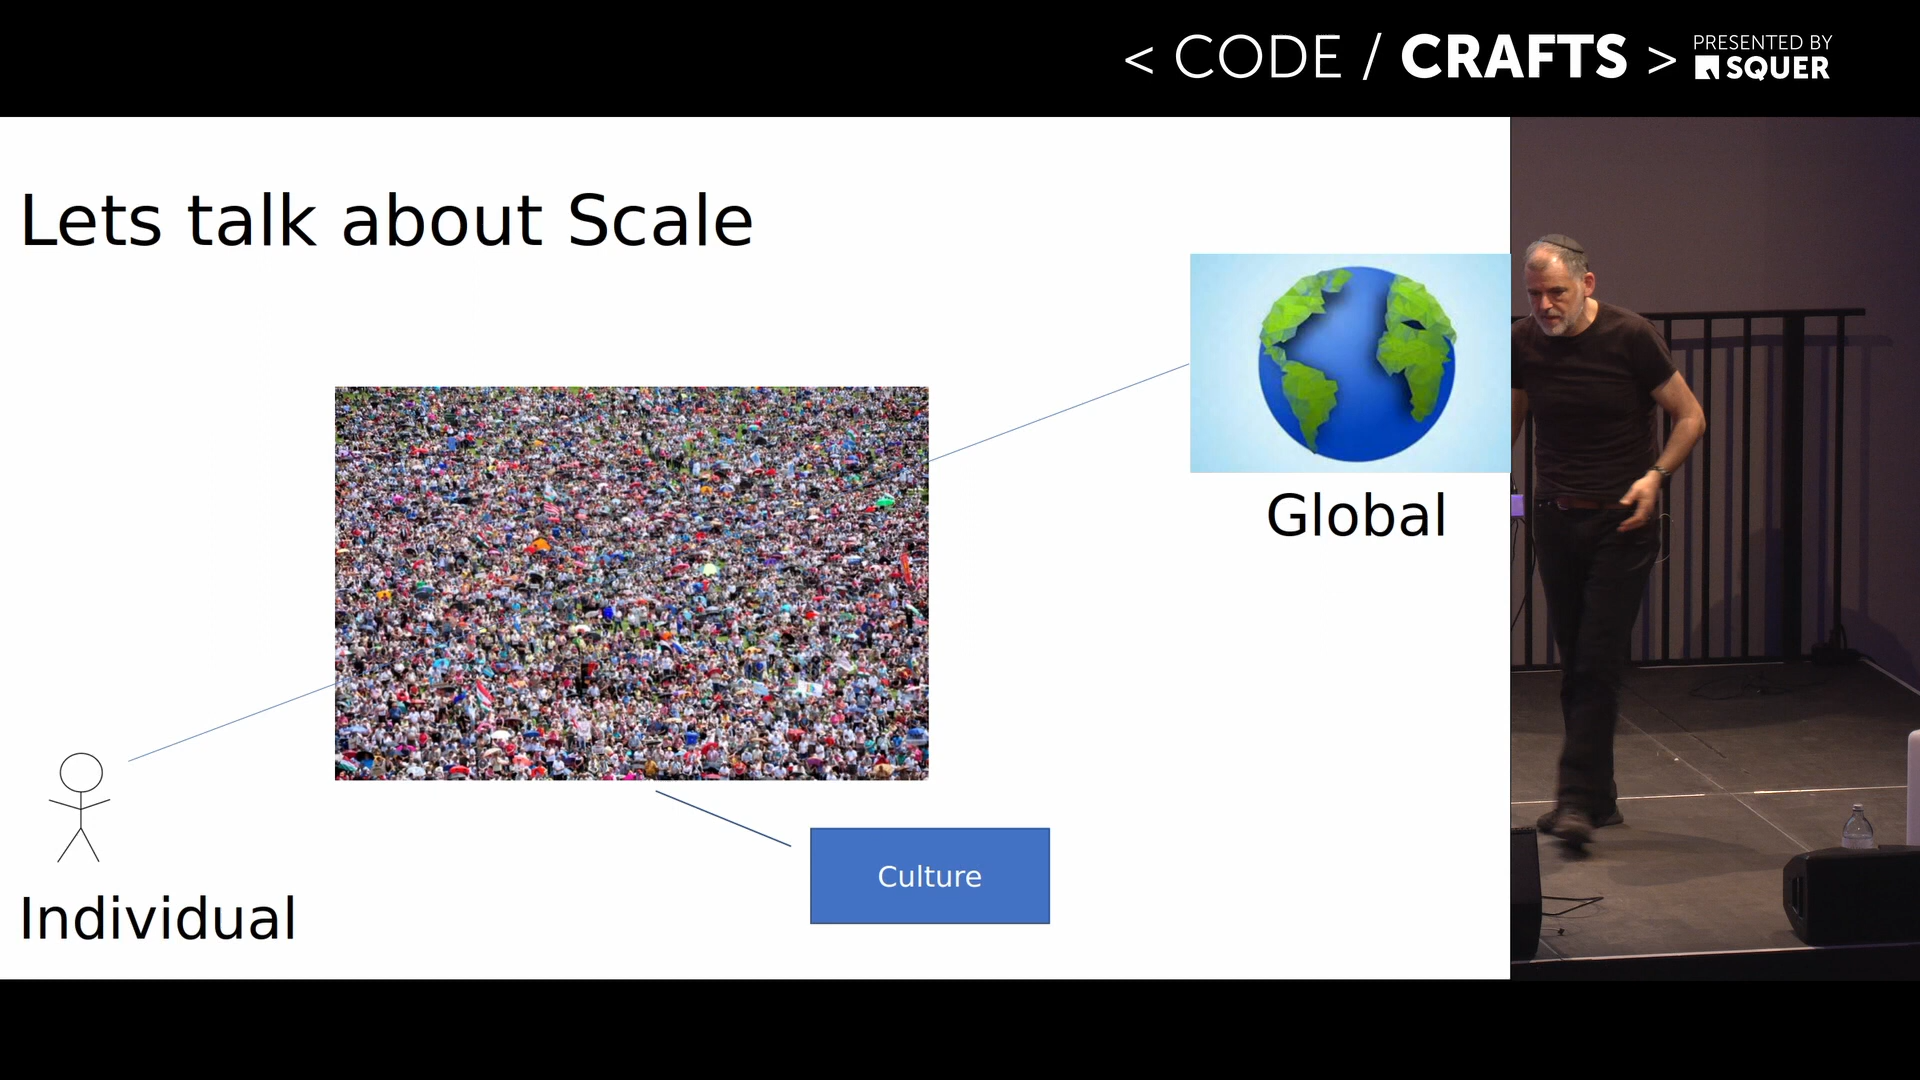 < CODE / CRAFTS >
PRESENTED BY
SQUER
Lets talk about Scale
Global
Culture
Individual